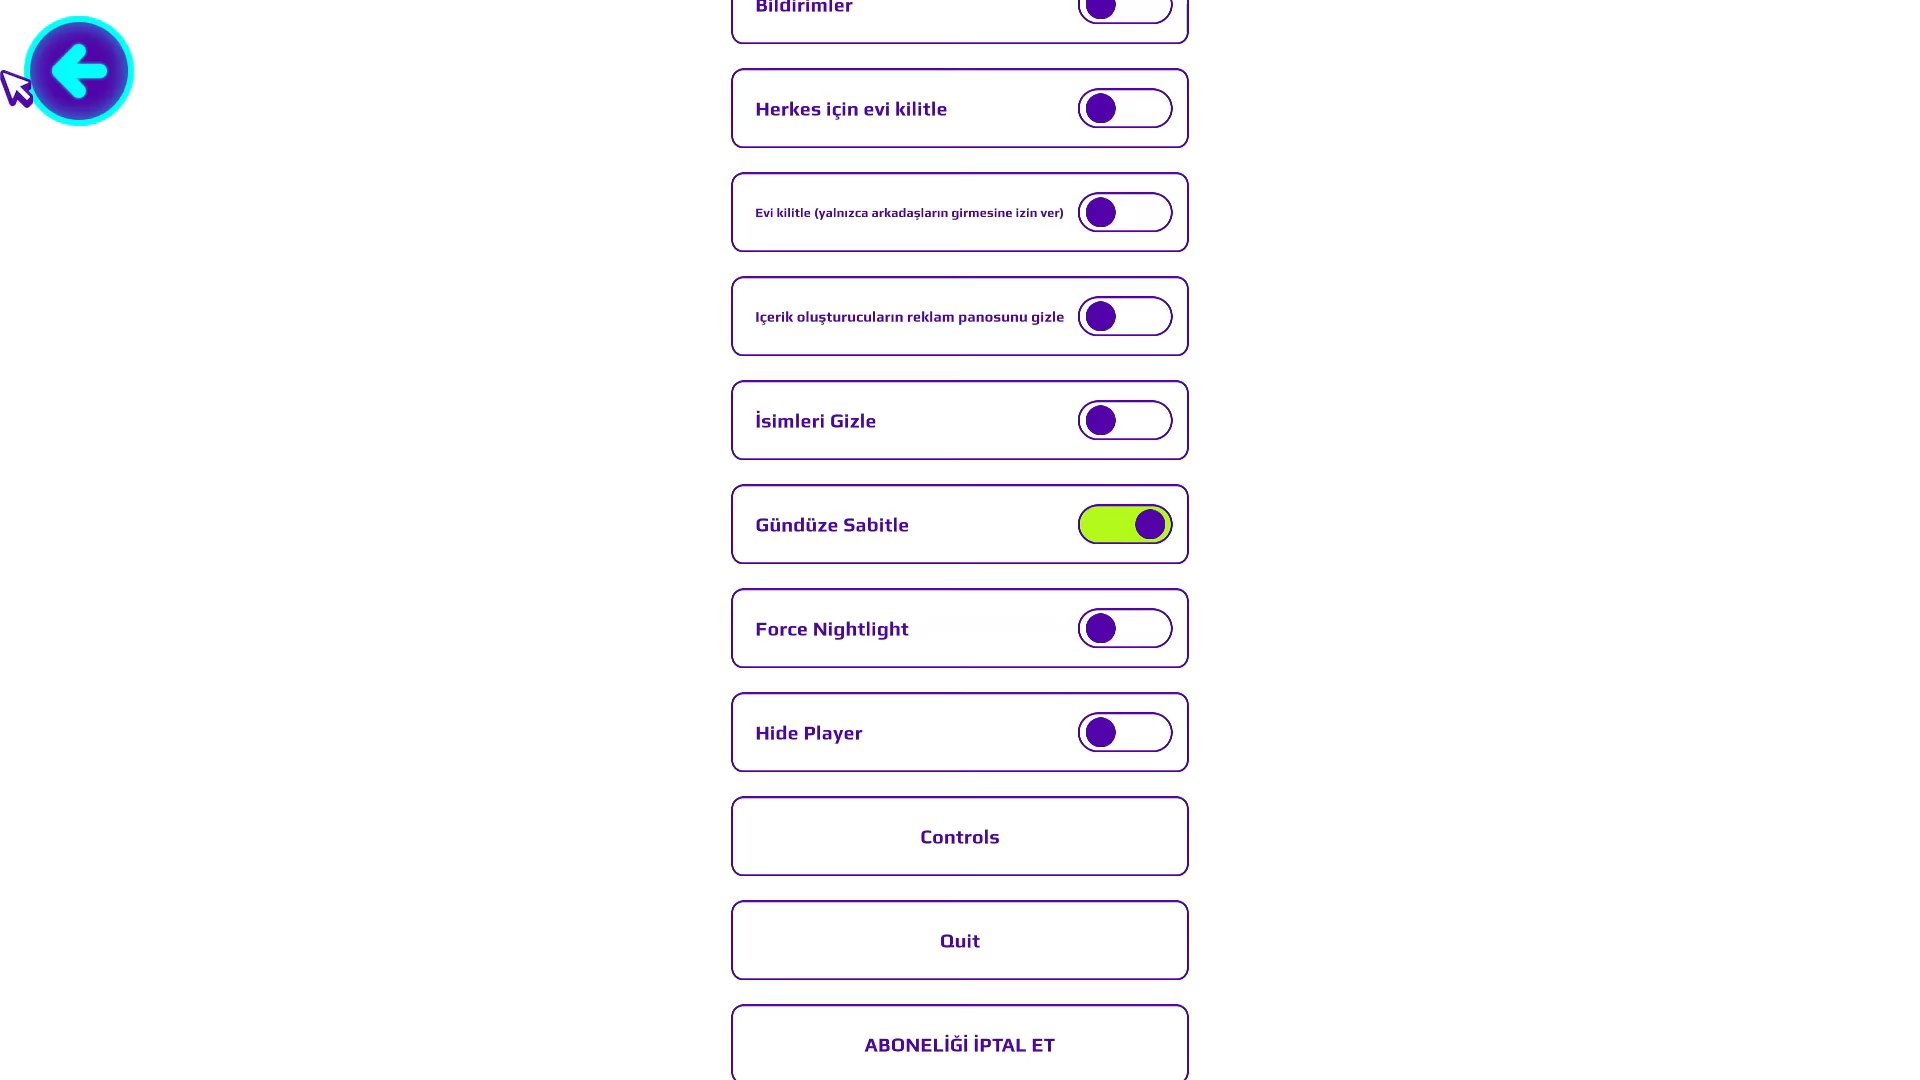 Bildirimler
Herkes için evi kilitle
Evi kilitle (yalnızca arkadaşların girmesine izin ver)
Içerik oluşturucuların reklam panosunu gizle
İsimleri Gizle
Gündüze Sabitle
Force Nightlight
Hide Player
Controls
Quit
ABONELİĞİ İPTAL ET